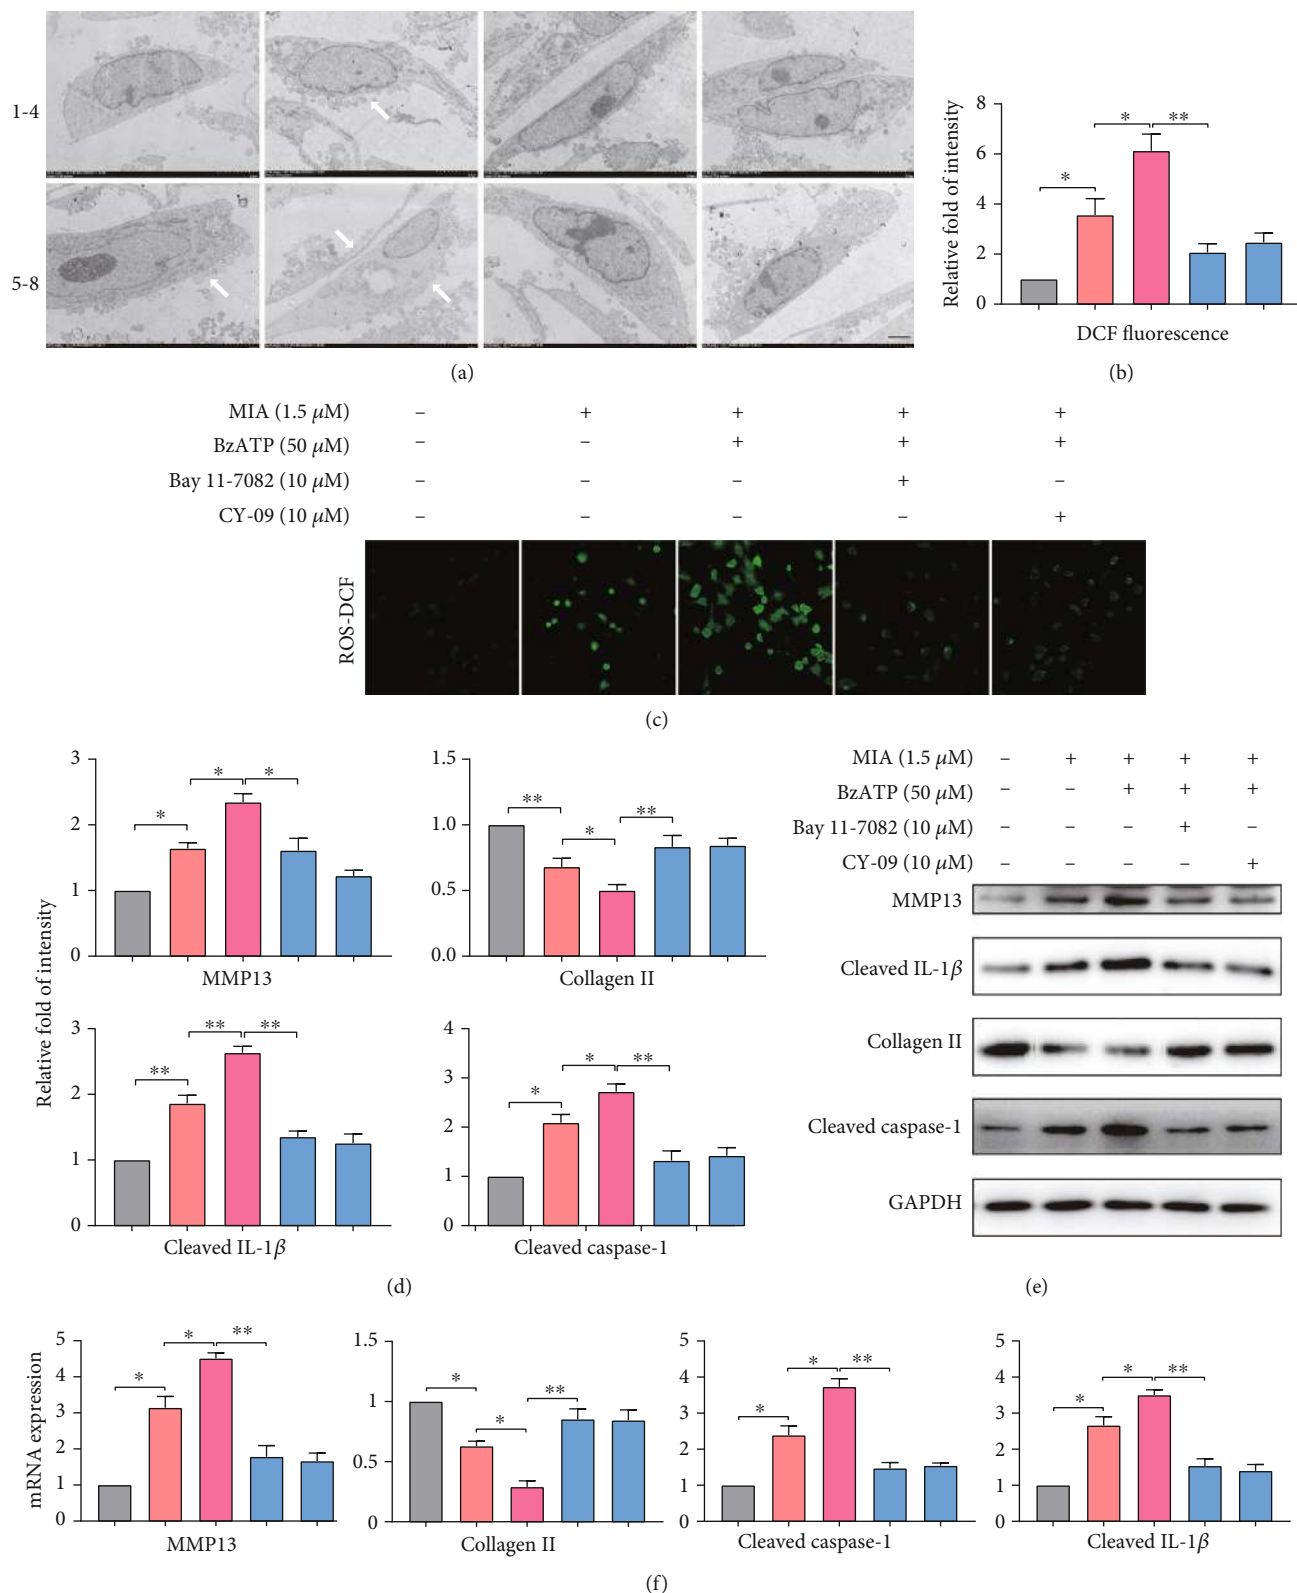 1-4
5-8
(a)
Relative fold of intensity
8
6
4
2
0
*
*
**
DCF fluorescence
(b)
MIA (1.5 μM) – + + + +
BzATP (50 μM) – – + + +
Bay 11-7082 (10 μM) – – – + –
CY-09 (10 μM) – – – – +
ROS-DCF
(c)
Relative fold of intensity
3
2
1
0
*
*
*
MMP13
1.5
1.0
0.5
0.0
**
*
**
Collagen II
3
2
1
0
**
**
**
Cleaved IL-1β
4
3
2
1
0
*
*
**
Cleaved caspase-1
(d)
MIA (1.5 μM) – + + + +
BzATP (50 μM) – – + + +
Bay 11-7082 (10 μM) – – – + –
CY-09 (10 μM) – – – – +
MMP13
Cleaved IL-1β
Collagen II
Cleaved caspase-1
GAPDH
(e)
mRNA expression
5
4
3
2
1
0
*
*
**
MMP13
1.5
1
0.5
0
*
*
**
Collagen II
5
4
3
2
1
0
*
*
**
Cleaved caspase-1
5
4
3
2
1
0
*
*
**
Cleaved IL-1β
(f)